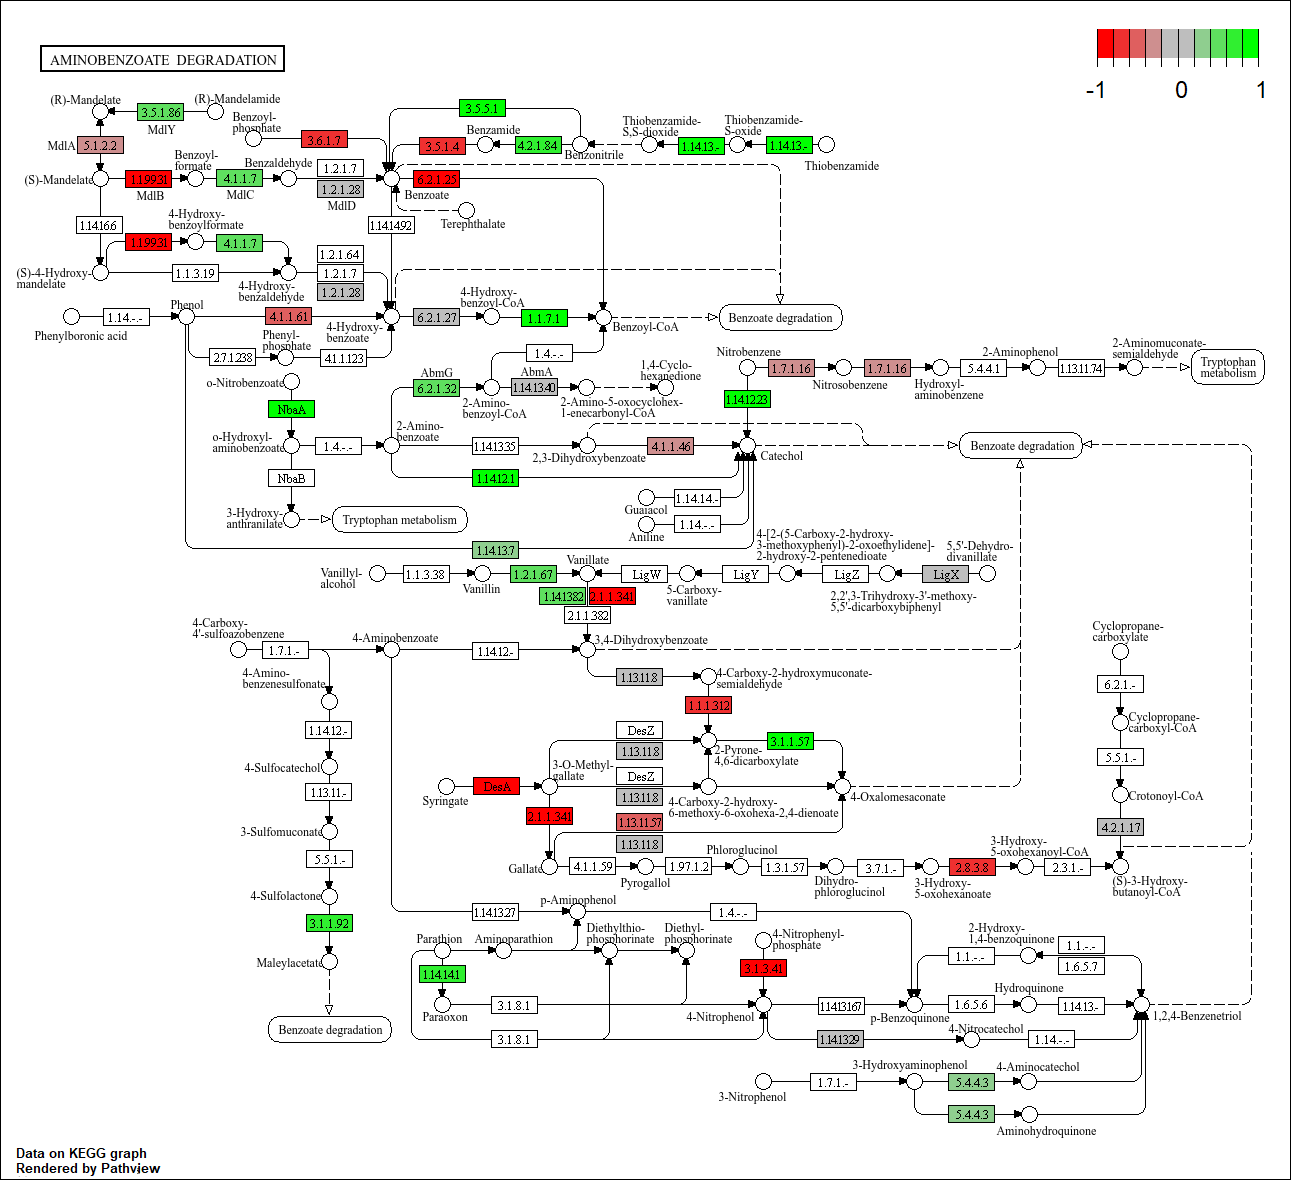 AMINOBENZOATE DEGRADATION
-1
0
1
(R)-Mandelate
3.5.1.86
MdlY
(R)-Mandelamide
MdlA
5.1.2.2
Benzoyl-
phosphate
3.6.1.7
3.5.5.1
3.5.1.4
Benzamide
4.2.1.84
Benzonitrile
Thiobenzamide-
S,S-dioxide
1.14.13.-
Thiobenzamide-
S-oxide
1.14.13.-
Thiobenzamide
(S)-Mandelate
1.1.99.31
MdlB
Benzoyl-
formate
4.1.1.7
MdlC
Benzaldehyde
1.2.1.7
1.2.1.28
MdlD
6.2.1.25
Benzoate
Terephthalate
1.14.16.6
1.14.14.92
4-Hydroxy-
benzoylformate
1.1.99.31
4.1.1.7
1.2.1.64
1.2.1.7
1.2.1.28
(S)-4-Hydroxy-
mandelate
1.1.3.19
4-Hydroxy-
benzaldehyde
Phenylboronic acid
1.14.-.-
Phenol
4.1.1.61
4-Hydroxy-
benzoate
6.2.1.27
4-Hydroxy-
benzoyl-CoA
1.1.7.1
Benzoyl-CoA
Benzoate degradation
2.7.1.238
Phenyl-
phosphate
4.1.1.123
1.4.-.-
o-Nitrobenzoate
NbaA
AbmG
6.2.1.32
2-Amino-
benzoyl-CoA
AbmA
1.14.13.40
2-Amino-5-oxocyclohex-
1-enecarbonyl-CoA
1,4-Cyclo-
hexanedione
Nitrobenzene
1.7.1.16
Nitrosobenzene
1.7.1.16
Hydroxyl-
aminobenzene
5.4.4.1
2-Aminophenol
1.13.11.74
2-Aminomuconate-
semialdehyde
Tryptophan
metabolism
1.14.12.23
o-Hydroxyl-
aminobenzoate
1.4.-.-
2-Amino-
benzoate
1.14.13.35
2,3-Dihydroxybenzoate
4.1.1.46
Catechol
Benzoate degradation
NbaB
1.14.12.1
3-Hydroxy-
anthranilate
Tryptophan metabolism
Guaiacol
1.14.14.-
Aniline
1.14.-.-
1.14.13.7
4-[2-(5-Carboxy-2-hydroxy-
3-methoxyphenyl)-2-oxoethylidene]-
2-hydroxy-2-pentenedioate
5,5'-Dehydro-
divanillate
Vanillyl-
alcohol
1.1.3.38
Vanillin
1.2.1.67
Vanillate
LigW
5-Carboxy-
vanillate
LigY
LigZ
LigX
2,2',3-Trihydroxy-3'-methoxy-
5,5'-dicarboxybiphenyl
1.14.13.82
2.1.1.341
2.1.1.382
4-Carboxy-
4'-sulfoazobenzene
1.7.1.-
4-Aminobenzoate
1.14.12.-
3,4-Dihydroxybenzoate
Cyclopropane-
carboxylate
4-Amino-
benzenesulfonate
1.13.11.8
4-Carboxy-2-hydroxymuconate-
semialdehyde
6.2.1.-
1.1.1.312
Cyclopropane-
carboxyl-CoA
1.14.12.-
DesZ
1.13.11.8
2-Pyrone-
4,6-dicarboxylate
3.1.1.57
5.5.1.-
4-Sulfocatechol
3-O-Methyl-
gallate
DesZ
1.13.11.8
Syringate
DesA
4-Carboxy-2-hydroxy-
6-methoxy-6-oxohexa-2,4-dienoate
4-Oxalomesaconate
Crotonoyl-CoA
1.13.11.-
2.1.1.341
1.13.11.57
1.13.11.8
4.2.1.17
3-Sulfomuconate
5.5.1.-
Gallate
4.1.1.59
Pyrogallol
1.97.1.2
Phloroglucinol
1.3.1.57
Dihydro-
phloroglucinol
3.7.1.-
3-Hydroxy-
5-oxohexanoate
2.8.3.8
3-Hydroxy-
5-oxohexanoyl-CoA
2.3.1.-
(S)-3-Hydroxy-
butanoyl-CoA
4-Sulfolactone
3.1.1.92
Maleylacetate
Benzoate degradation
1.14.13.27
p-Aminophenol
1.4.-.-
Parathion
Aminoparathion
Diethylthio-
phosphorinate
Diethyl-
phosphorinate
4-Nitrophenyl-
phosphate
2-Hydroxy-
1,4-benzoquinone
1.1.-.-
1.1.-.-
1.6.5.7
1.14.14.1
3.1.3.41
Hydroquinone
Paraoxon
3.1.8.1
4-Nitrophenol
1.14.13.167
p-Benzoquinone
1.6.5.6
1.14.13.-
1,2,4-Benzenetriol
3.1.8.1
1.14.13.29
4-Nitrocatechol
1.14.-.-
3-Hydroxyaminophenol
4-Aminocatechol
3-Nitrophenol
1.7.1.-
5.4.4.3
5.4.4.3
Aminohydroquinone
Data on KEGG graph
Rendered by Pathview